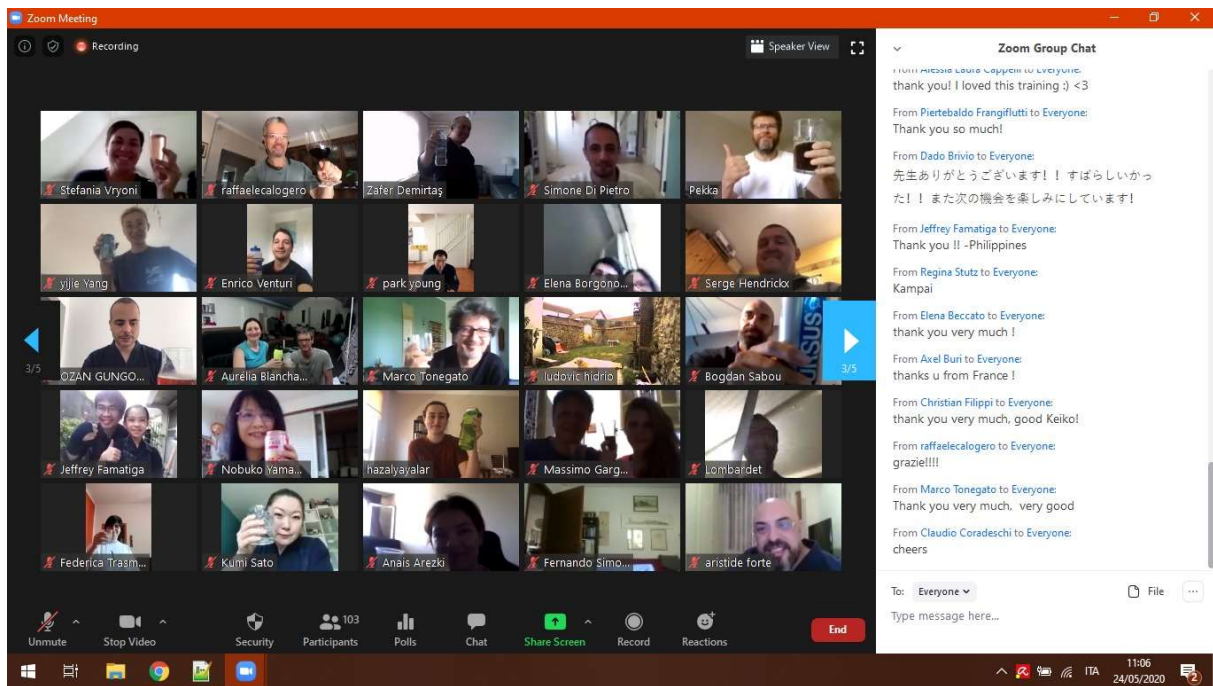 Zoom Meeting
Recording
Speaker View
Stefania Vryoni
raffaelecalogero
Zafer Demirtaş
Simone Di Pietro
Pekka
yijie Yang
Enrico Venturi
park young
Elena Borgono...
Serge Hendrickx
3/5
OZAN GUNGO...
Aurélia Blancha...
Marco Tonegato
ludovic hidrio
Bogdan Sabou
3/5
Jeffrey Famatiga
Nobuko Yama...
hazalyayalar
Massimo Garg...
Lombardet
Federica Trasm...
Kumi Sato
Anais Arezki
Fernando Simo...
aristide forte
Unmute
Stop Video
Security
103
Participants
Polls
Chat
Share Screen
Record
Reactions
End
Zoom Group Chat
From Alessia Laura Cappelli to Everyone:
thank you! I loved this training :) <3
From Piertebaldo Frangiflutti to Everyone:
Thank you so much!
From Dado Brivio to Everyone:
先生ありがとうございます！！すばらしいかっ
た！！また次の機会を楽しみにしています！
From Jeffrey Famatiga to Everyone:
Thank you !! -Philippines
From Regina Stutz to Everyone:
Kampai
From Elena Beccato to Everyone:
thank you very much !
From Axel Buri to Everyone:
thanks u from France !
From Christian Filippi to Everyone:
thank you very much, good Keiko!
From raffaelecalogero to Everyone:
grazie!!!!
From Marco Tonegato to Everyone:
Thank you very much, very good
From Claudio Coradeschi to Everyone:
cheers
To: Everyone
File
Type message here...
ITA
11:06
24/05/2020
2